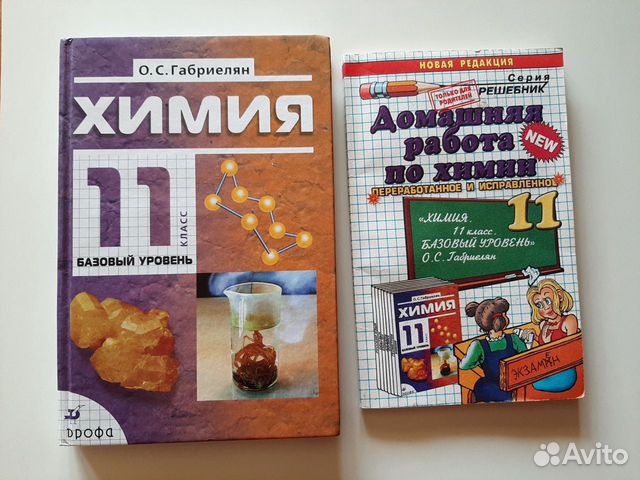 О. С. Габриелян
ХИМИЯ
11
КЛАСС
БАЗОВЫЙ УРОВЕНЬ
дрофа
НОВАЯ РЕДАКЦИЯ
Серия
РЕШЕБНИК
ТОЛЬКО ДЛЯ
РОДИТЕЛЕЙ
Домашняя
работа
по химии
NEW
ПЕРЕРАБОТАННОЕ И ИСПРАВЛЕННОЕ
11
«ХИМИЯ.
11 класс.
БАЗОВЫЙ УРОВЕНЬ»
О.С. Габриелян
О.С.Габриелян
ХИМИЯ
11
ЭКЗАМЕН
Avito